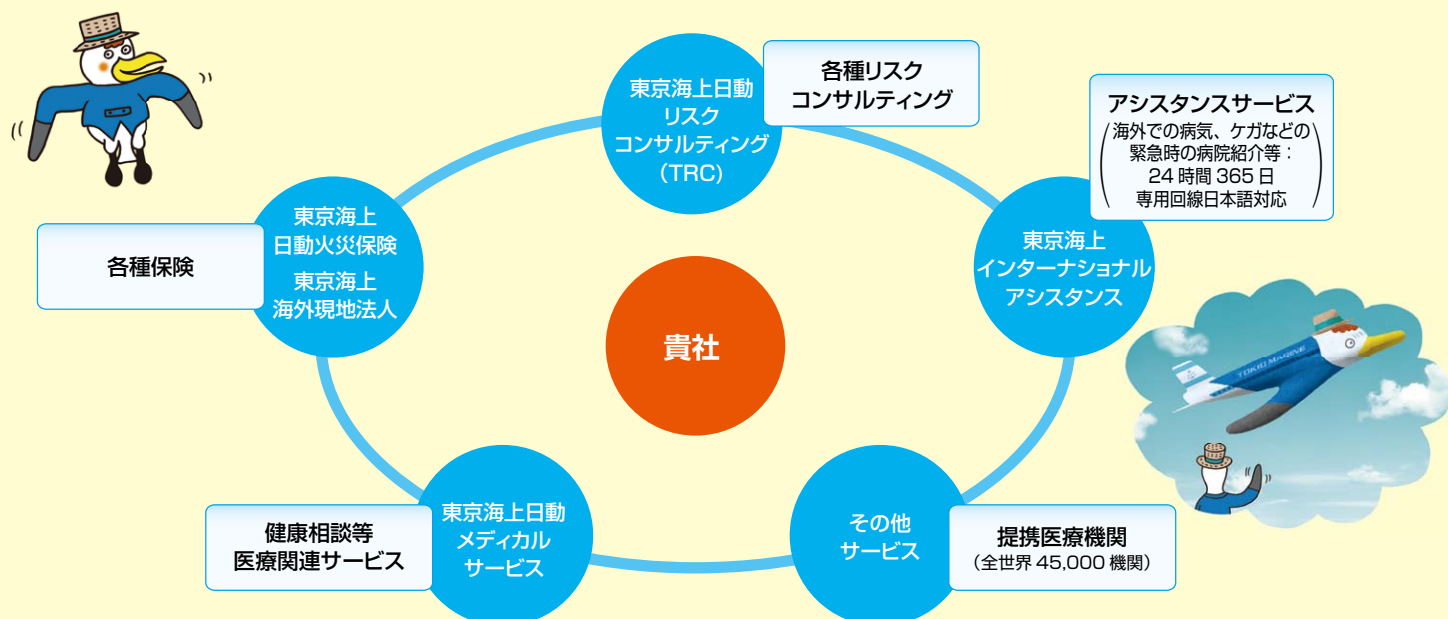 東京海上日動
リスク
コンサルティング
（TRC）
各種リスク
コンサルティング
アシスタンスサービス
（海外での病気、ケガなどの
緊急時の病院紹介等：
24 時間 365 日
専用回線日本語対応）
東京海上
日動火災保険
東京海上
海外現地法人
各種保険
東京海上
インターナショナル
アシスタンス
貴社
TOKIO MARINE
健康相談等
医療関連サービス
東京海上日動
メディカル
サービス
その他
サービス
提携医療機関
（全世界 45,000 機関）